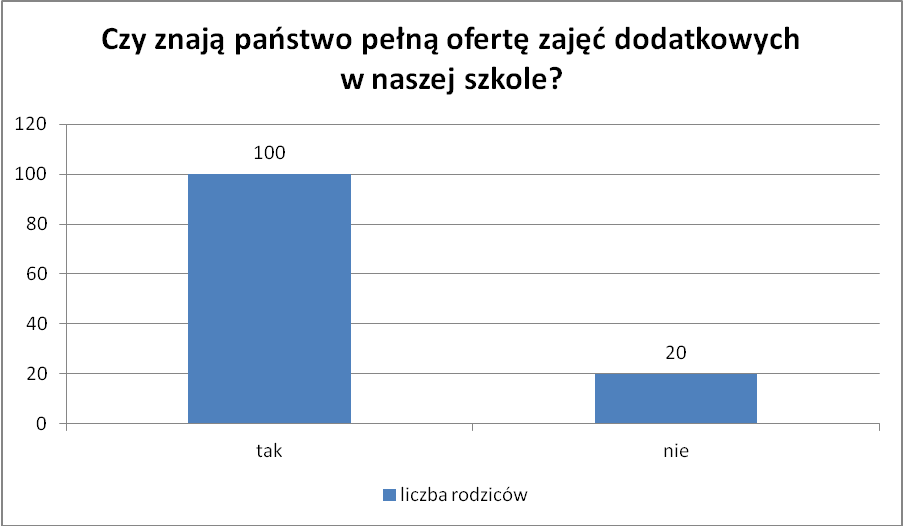 Czy znają państwo pełną ofertę zajęć dodatkowych
w naszej szkole?
120
100
80
60
40
20
0
100
20
tak
nie
liczba rodziców